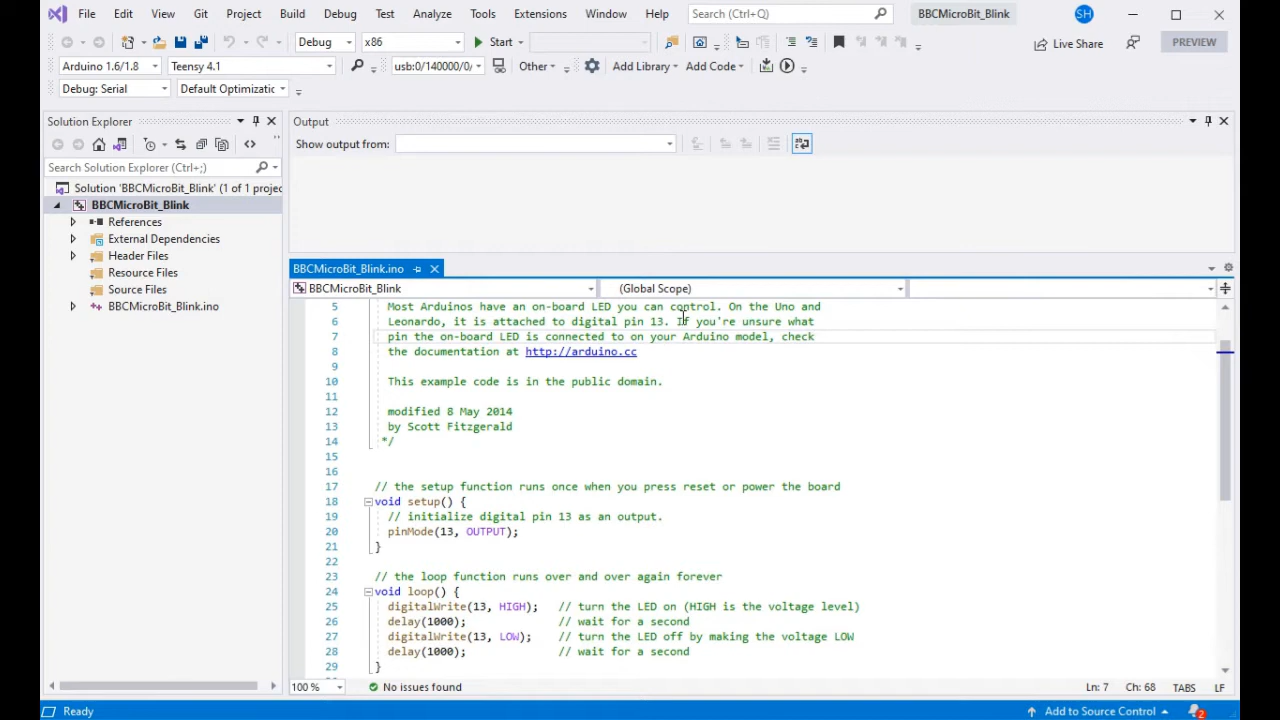 File Edit View Git Project Build Debug Test Analyze Tools Extensions Window Help Search (Ctrl+Q) BBCMicroBit_Blink SH
Debug x86 Start Live Share PREVIEW
Arduino 1.6/1.8 Teensy 4.1 usb:0/140000/0/ Other Add Library Add Code
Debug: Serial Default Optimizatic
Solution Explorer
Search Solution Explorer (Ctrl+;)
Solution 'BBCMicroBit_Blink' (1 of 1 projec
BBCMicroBit_Blink
References
External Dependencies
Header Files
Resource Files
Source Files
BBCMicroBit_Blink.ino
Output
Show output from:
BBCMicroBit_Blink.ino
BBCMicroBit_Blink (Global Scope)
5 Most Arduinos have an on-board LED you can control. On the Uno and
6 Leonardo, it is attached to digital pin 13. If you're unsure what
7 pin the on-board LED is connected to on your Arduino model, check
8 the documentation at http://arduino.cc
9
10 This example code is in the public domain.
11
12 modified 8 May 2014
13 by Scott Fitzgerald
14 */
15
16
17 // the setup function runs once when you press reset or power the board
18 void setup() {
19 // initialize digital pin 13 as an output.
20 pinMode(13, OUTPUT);
21 }
22
23 // the loop function runs over and over again forever
24 void loop() {
25 digitalWrite(13, HIGH); // turn the LED on (HIGH is the voltage level)
26 delay(1000); // wait for a second
27 digitalWrite(13, LOW); // turn the LED off by making the voltage LOW
28 delay(1000); // wait for a second
29 }
100 % No issues found Ln: 7 Ch: 68 TABS LF
Ready Add to Source Control 2